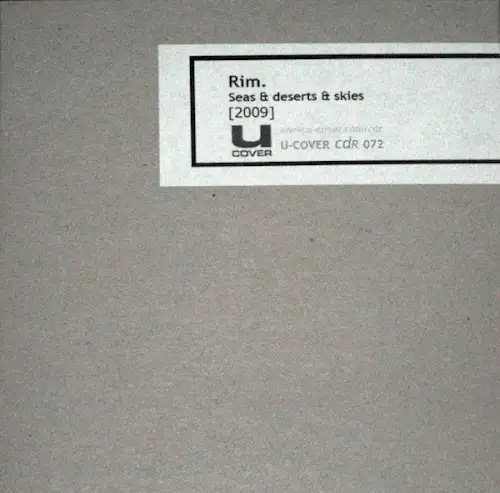 Rim.
Seas & deserts & skies
[2009]
u
COVER
U-COVER cdR 072